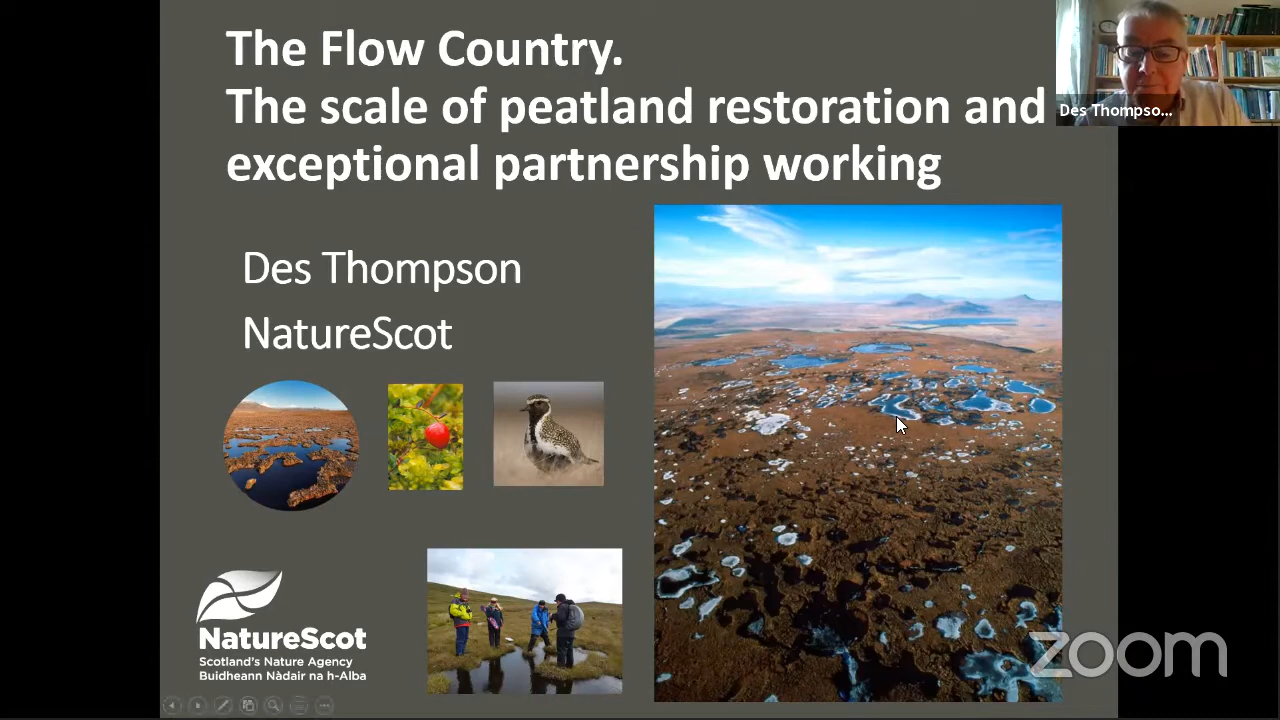 The Flow Country.
The scale of peatland restoration and
exceptional partnership working
Des Thompso...
Des Thompson
NatureScot
NatureScot
Scotland's Nature Agency
Buidheann Nàdair na h-Alba
zoom